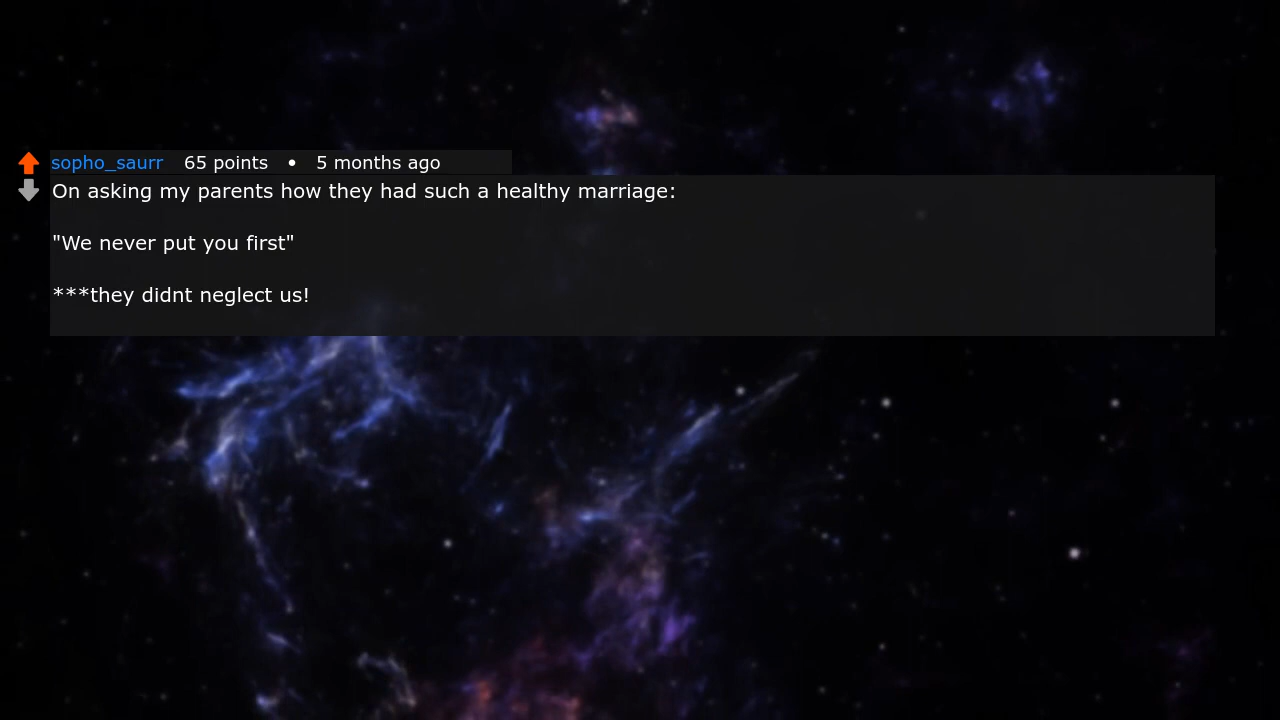 sopho_saurr 65 points • 5 months ago
On asking my parents how they had such a healthy marriage:
"We never put you first"
***they didnt neglect us!